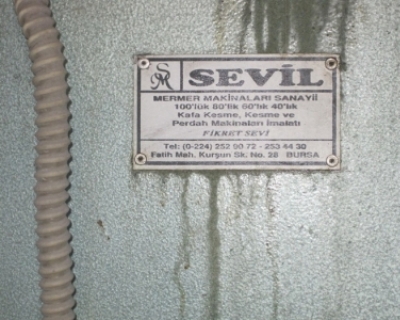 SM SEVİL
MERMER MAKİNALARI SANAYİİ
100'lük 80'lik 60'lık 40'lık
Kafa Kesme, Kesme ve
Perdah Makinaları İmalatı
FİKRET SEVİ
Tel: (0-224) 252 90 72 - 253 44 30
Fatih Mah. Kurşun Sk. No. 28 BURSA